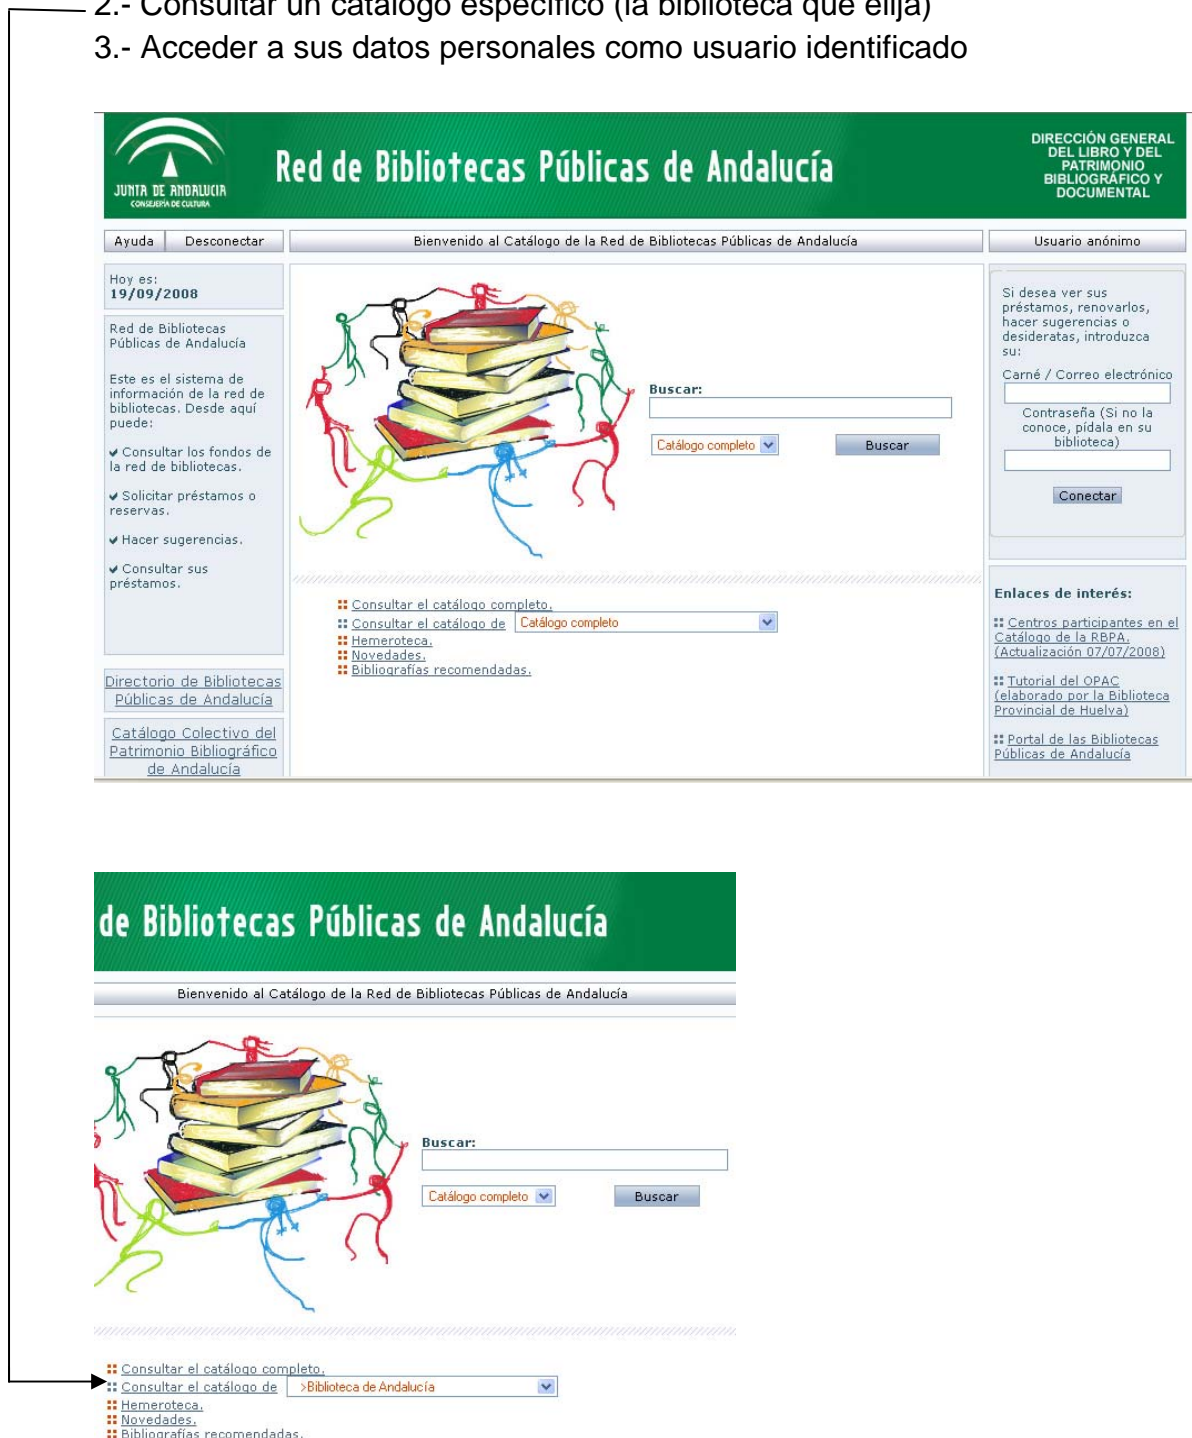 2.- Consultar un catálogo específico (la biblioteca que elija)
3.- Acceder a sus datos personales como usuario identificado
JUNTA DE ANDALUCIA
CONSEJERÍA DE CULTURA
Red de Bibliotecas Públicas de Andalucía
DIRECCIÓN GENERAL
DEL LIBRO Y DEL
PATRIMONIO
BIBLIOGRÁFICO Y
DOCUMENTAL
Ayuda Desconectar
Bienvenido al Catálogo de la Red de Bibliotecas Públicas de Andalucía
Usuario anónimo
Hoy es:
19/09/2008
Red de Bibliotecas
Públicas de Andalucía
Este es el sistema de
información de la red de
bibliotecas. Desde aquí
puede:
Consultar los fondos de
la red de bibliotecas.
Solicitar préstamos o
reservas.
Hacer sugerencias.
Consultar sus
préstamos.
Directorio de Bibliotecas
Públicas de Andalucía
Catálogo Colectivo del
Patrimonio Bibliográfico
de Andalucía
Buscar:
Catálogo completo Buscar
Consultar el catálogo completo.
Consultar el catálogo de Catálogo completo
Hemeroteca.
Novedades.
Bibliografías recomendadas.
Si desea ver sus
préstamos, renovarlos,
hacer sugerencias o
desideratas, introduzca
su:
Carné / Correo electrónico
Contraseña (Si no la
conoce, pídala en su
biblioteca)
Conectar
Enlaces de interés:
Centros participantes en el
Catálogo de la RBPA.
(Actualización 07/07/2008)
Tutorial del OPAC
(elaborado por la Biblioteca
Provincial de Huelva)
Portal de las Bibliotecas
Públicas de Andalucía
de Bibliotecas Públicas de Andalucía
Bienvenido al Catálogo de la Red de Bibliotecas Públicas de Andalucía
Buscar:
Catálogo completo Buscar
Consultar el catálogo completo.
Consultar el catálogo de >Biblioteca de Andalucía
Hemeroteca.
Novedades.
Bibliografías recomendadas.